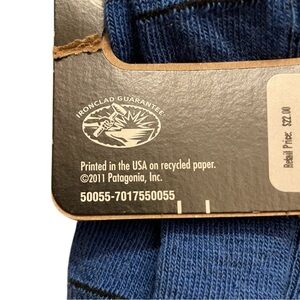 IRONCLAD GUARANTEE
Printed in the USA on recycled paper.
©2011 Patagonia, Inc.
50055-7017550055
Retail Price: $22.00